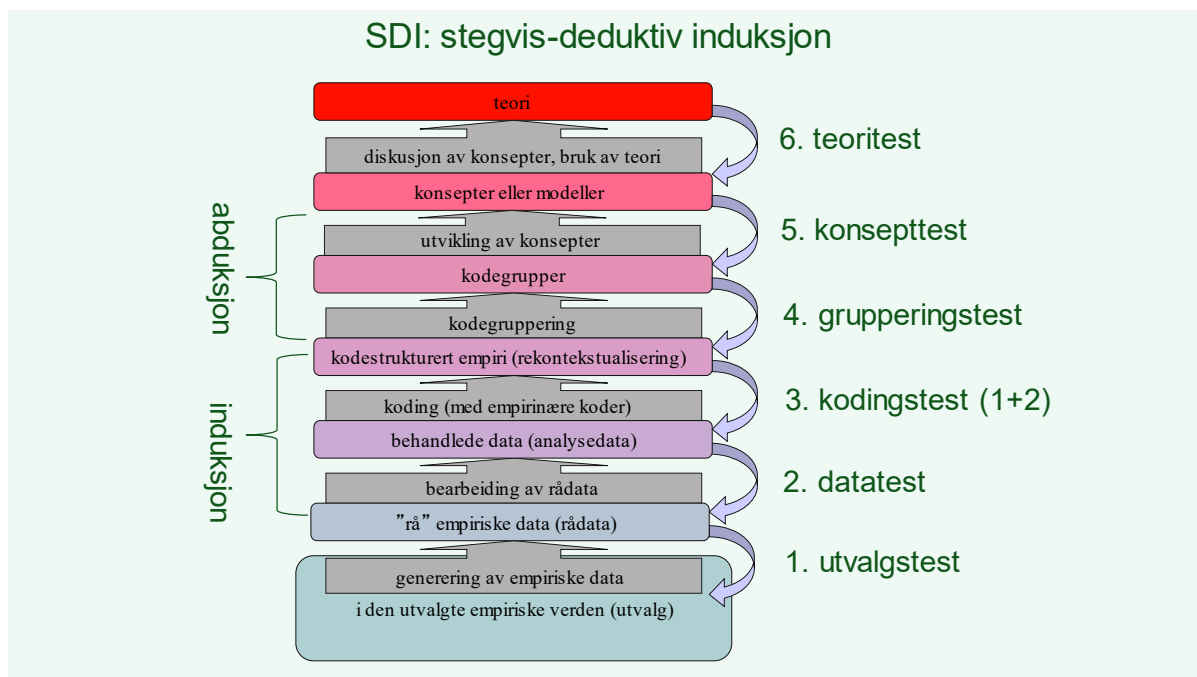 SDI: stegvis-deduktiv induksjon
teori
6. teoritest
diskusjon av konsepter, bruk av teori
konsepter eller modeller
5. konsepttest
utvikling av konsepter
abduksjon
kodegrupper
4. grupperingstest
kodegruppering
kodestrukturert empiri (rekontekstualisering)
3. kodingstest (1+2)
koding (med empirinære koder)
induksjon
behandlede data (analysedata)
2. datatest
bearbeiding av rådata
”rå” empiriske data (rådata)
1. utvalgstest
generering av empiriske data
i den utvalgte empiriske verden (utvalg)